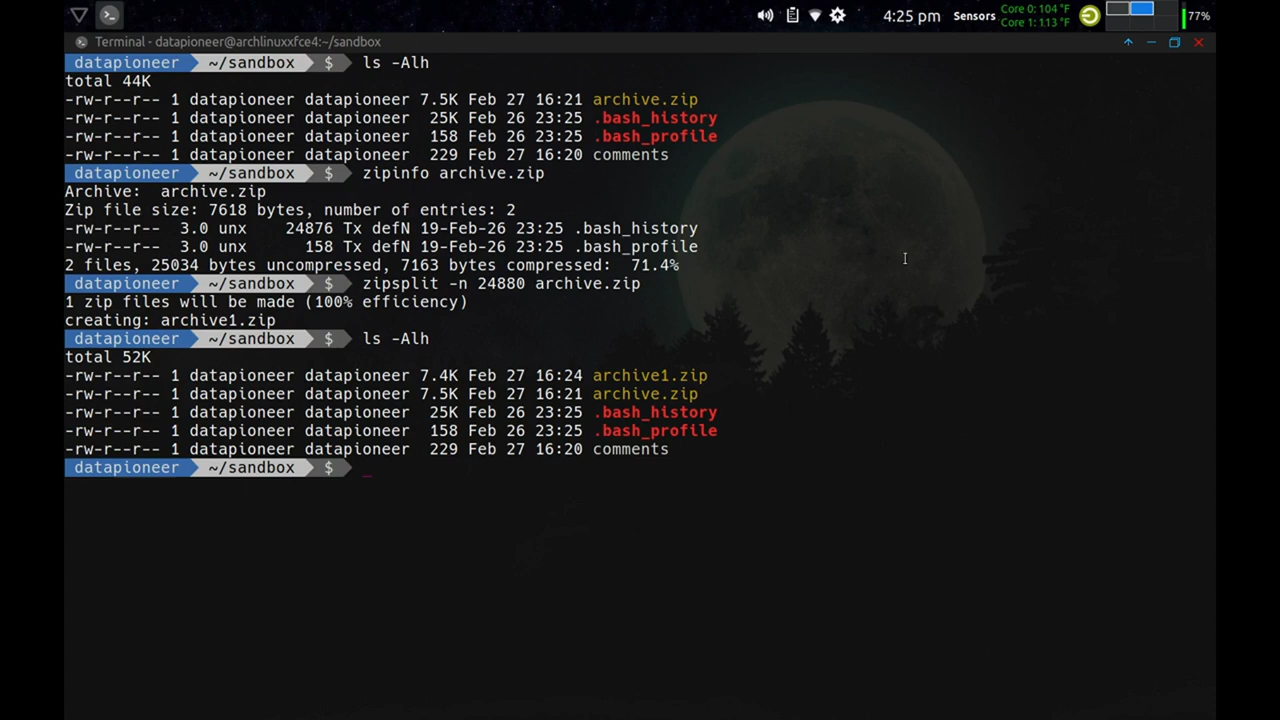 4:25 pm Sensors Core 0: 104 °F 77%
Core 1: 113 °F
Terminal - datapioneer@archlinuxxfce4:~/sandbox
datapioneer ~/sandbox $ ls -Alh
total 44K
-rw-r--r-- 1 datapioneer datapioneer 7.5K Feb 27 16:21 archive.zip
-rw-r--r-- 1 datapioneer datapioneer  25K Feb 26 23:25 .bash_history
-rw-r--r-- 1 datapioneer datapioneer  158 Feb 26 23:25 .bash_profile
-rw-r--r-- 1 datapioneer datapioneer  229 Feb 27 16:20 comments
datapioneer ~/sandbox $ zipinfo archive.zip
Archive:  archive.zip
Zip file size: 7618 bytes, number of entries: 2
-rw-r--r--  3.0 unx    24876 Tx defN 19-Feb-26 23:25 .bash_history
-rw-r--r--  3.0 unx      158 Tx defN 19-Feb-26 23:25 .bash_profile
2 files, 25034 bytes uncompressed, 7163 bytes compressed:  71.4%
datapioneer ~/sandbox $ zipsplit -n 24880 archive.zip
1 zip files will be made (100% efficiency)
creating: archive1.zip
datapioneer ~/sandbox $ ls -Alh
total 52K
-rw-r--r-- 1 datapioneer datapioneer 7.4K Feb 27 16:24 archive1.zip
-rw-r--r-- 1 datapioneer datapioneer 7.5K Feb 27 16:21 archive.zip
-rw-r--r-- 1 datapioneer datapioneer  25K Feb 26 23:25 .bash_history
-rw-r--r-- 1 datapioneer datapioneer  158 Feb 26 23:25 .bash_profile
-rw-r--r-- 1 datapioneer datapioneer  229 Feb 27 16:20 comments
datapioneer ~/sandbox $ _